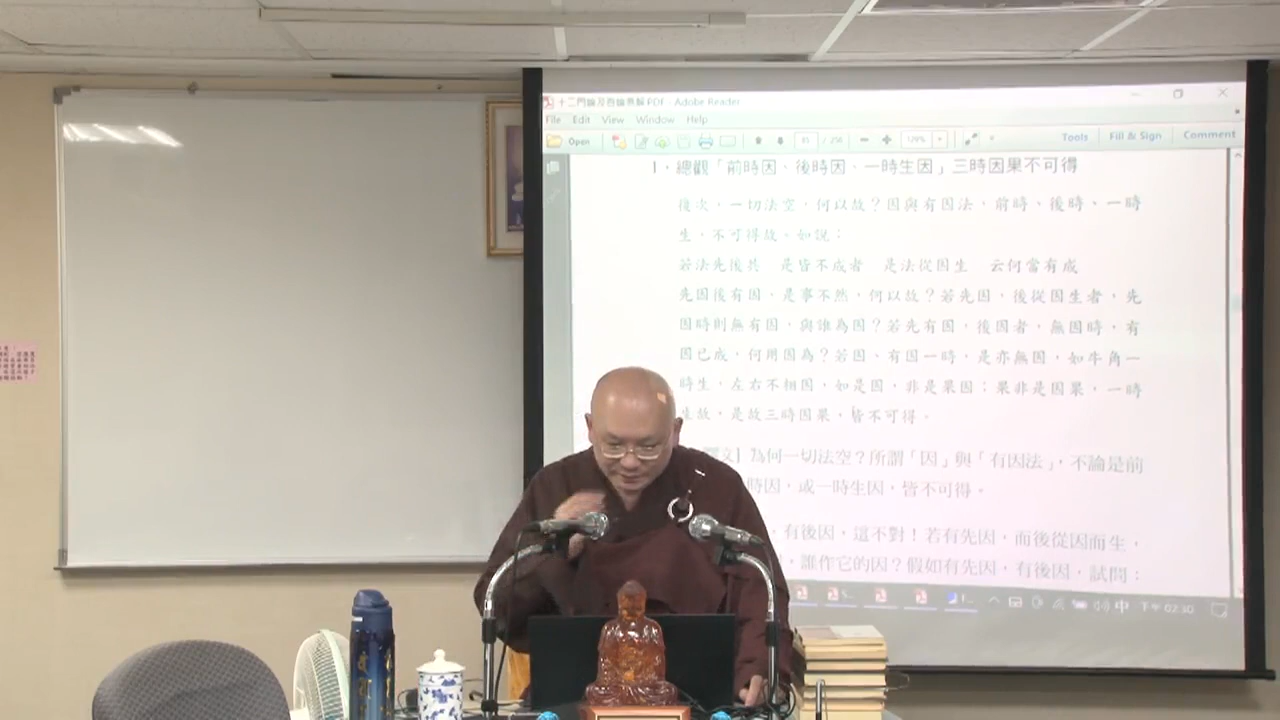 十二門論及百論表解.PDF - Adobe Reader
File Edit View Window Help
Open 45 / 250 120% Tools Fill & Sign Comment
1.總觀「前時因、後時因、一時生因」三時因果不可得
後次,一切法空,何以故?因與有因法,前時、後時、一時
生,不可得故。如說:
若法先後共 是皆不成者 是法從因生 云何當有成
先因後有因,是事不然,何以故?若先因,後從因生者,先
因時則無有因,與誰為因?若先有因,後因者,無因時,有
因已成,何用因為?若因、有因一時,是亦無因,如牛角一
時生,左右不相因,如是因,非是果因;果非是因果,一時
生故,是故三時因果,皆不可得。
文】為何一切法空?所謂「因」與「有因法」,不論是前
時因,或一時生因,皆不可得。
,有後因,這不對!若有先因,而後從因而生,
,誰作它的因?假如有先因,有後因,試問:
中 下午 02:30